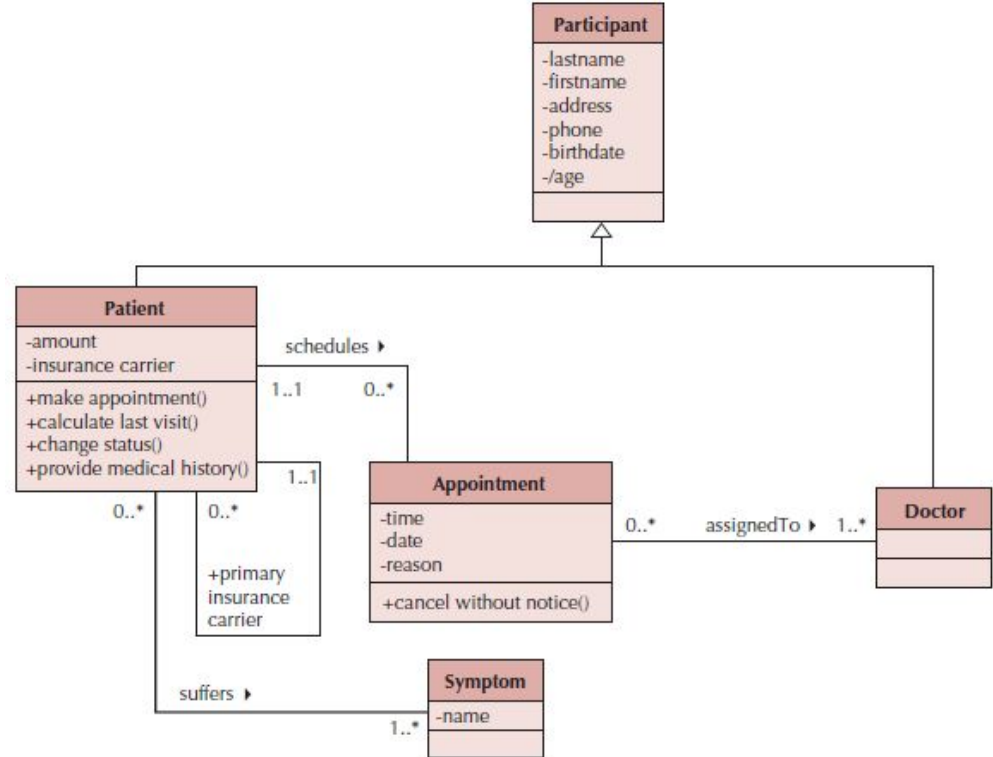 Participant
-lastname
-firstname
-address
-phone
-birthdate
-/age
Patient
-amount
-insurance carrier
+make appointment()
+calculate last visit()
+change status()
+provide medical history()
schedules ▶
1..1
0..*
1..1
0..*
0..*
+primary
insurance
carrier
Appointment
-time
-date
-reason
+cancel without notice()
0..*
assignedTo ▶
1..*
Doctor
suffers ▶
1..*
Symptom
-name